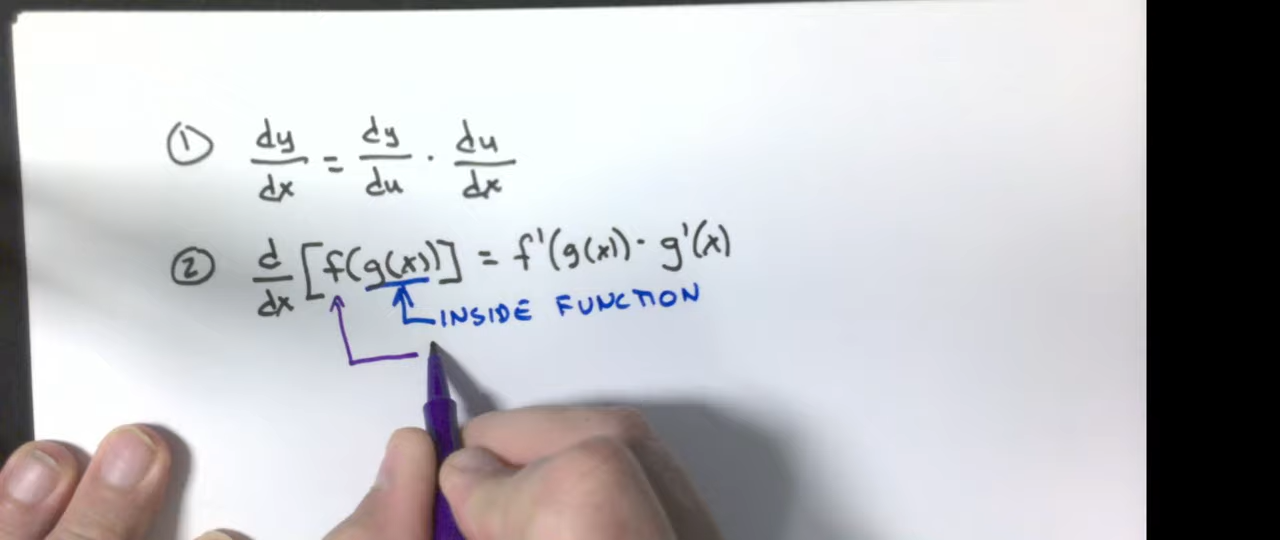 ① dy/dx = dy/du · du/dx
② d/dx [f(g(x))] = f'(g(x)) · g'(x)
INSIDE FUNCTION